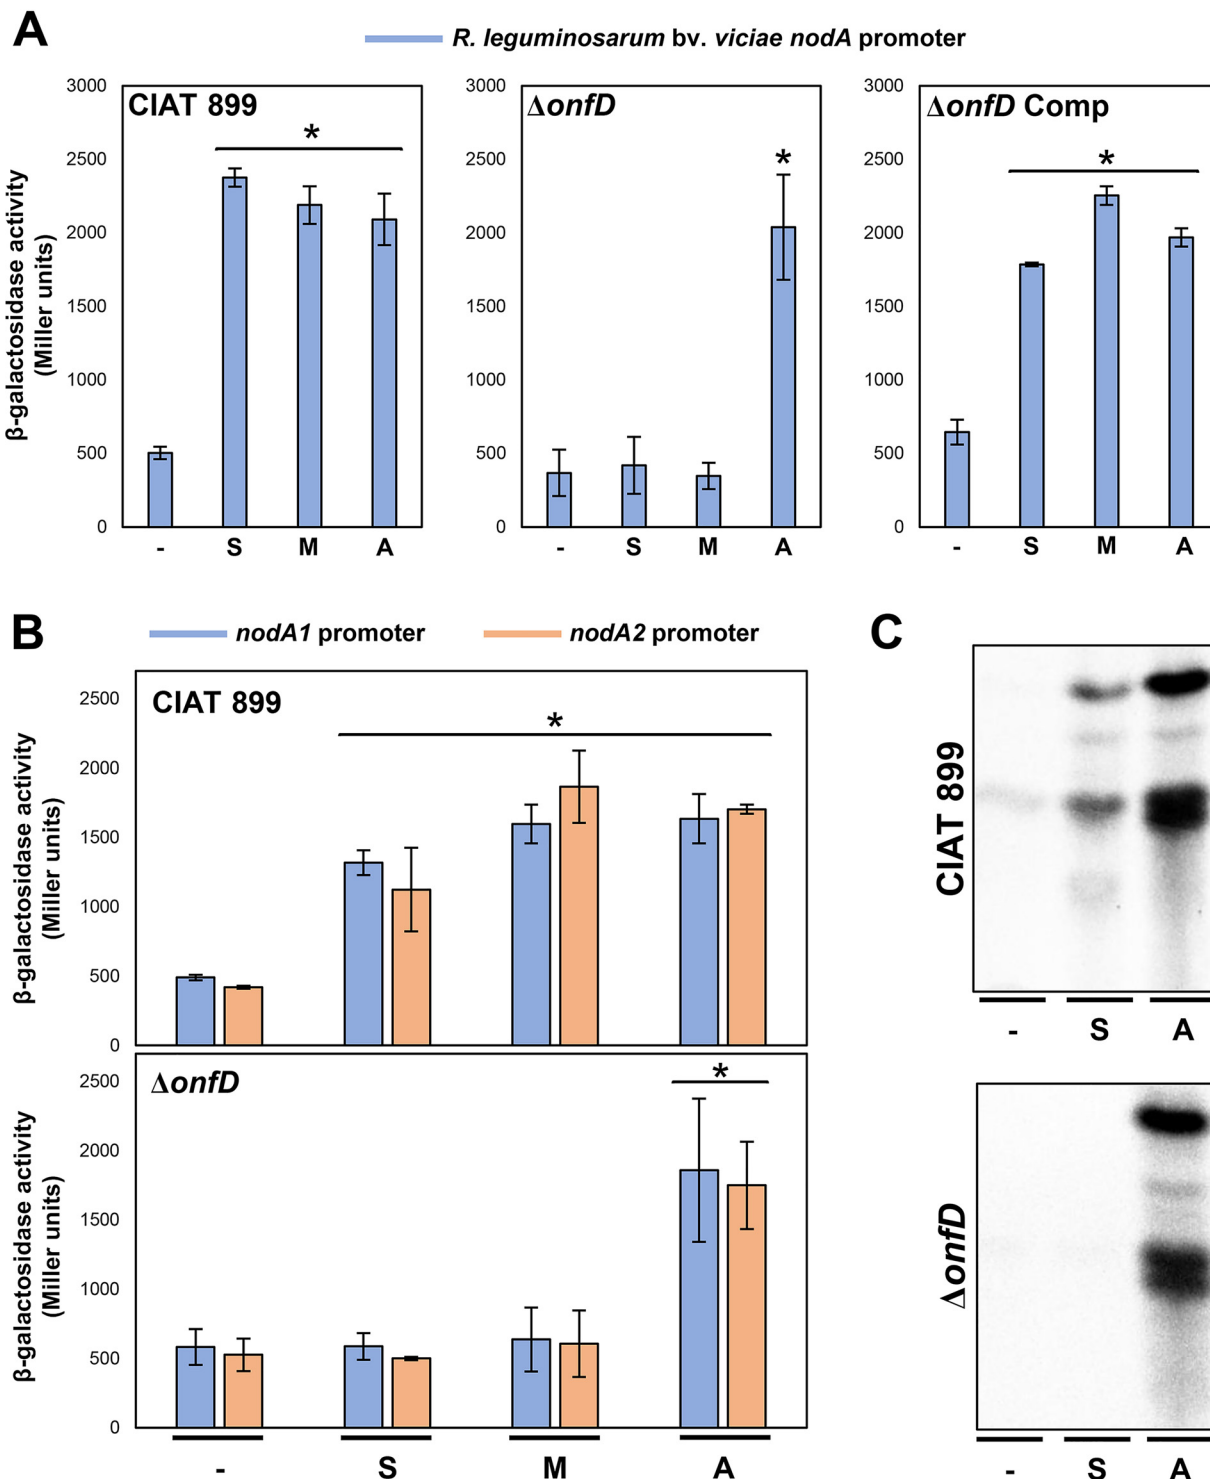 A
R. leguminosarum bv. viciae nodA promoter
β-galactosidase activity
(Miller units)
CIAT 899
3000
2500
2000
1500
1000
500
0
*
- S M A
ΔonfD
3000
2500
2000
1500
1000
500
0
*
- S M A
ΔonfD Comp
3000
2500
2000
1500
1000
500
0
*
- S M A
B
nodA1 promoter nodA2 promoter
β-galactosidase activity
(Miller units)
CIAT 899
2500
2000
1500
1000
500
0
*
β-galactosidase activity
(Miller units)
ΔonfD
2500
2000
1500
1000
500
0
*
- S M A
C
CIAT 899
- S A
ΔonfD
- S A